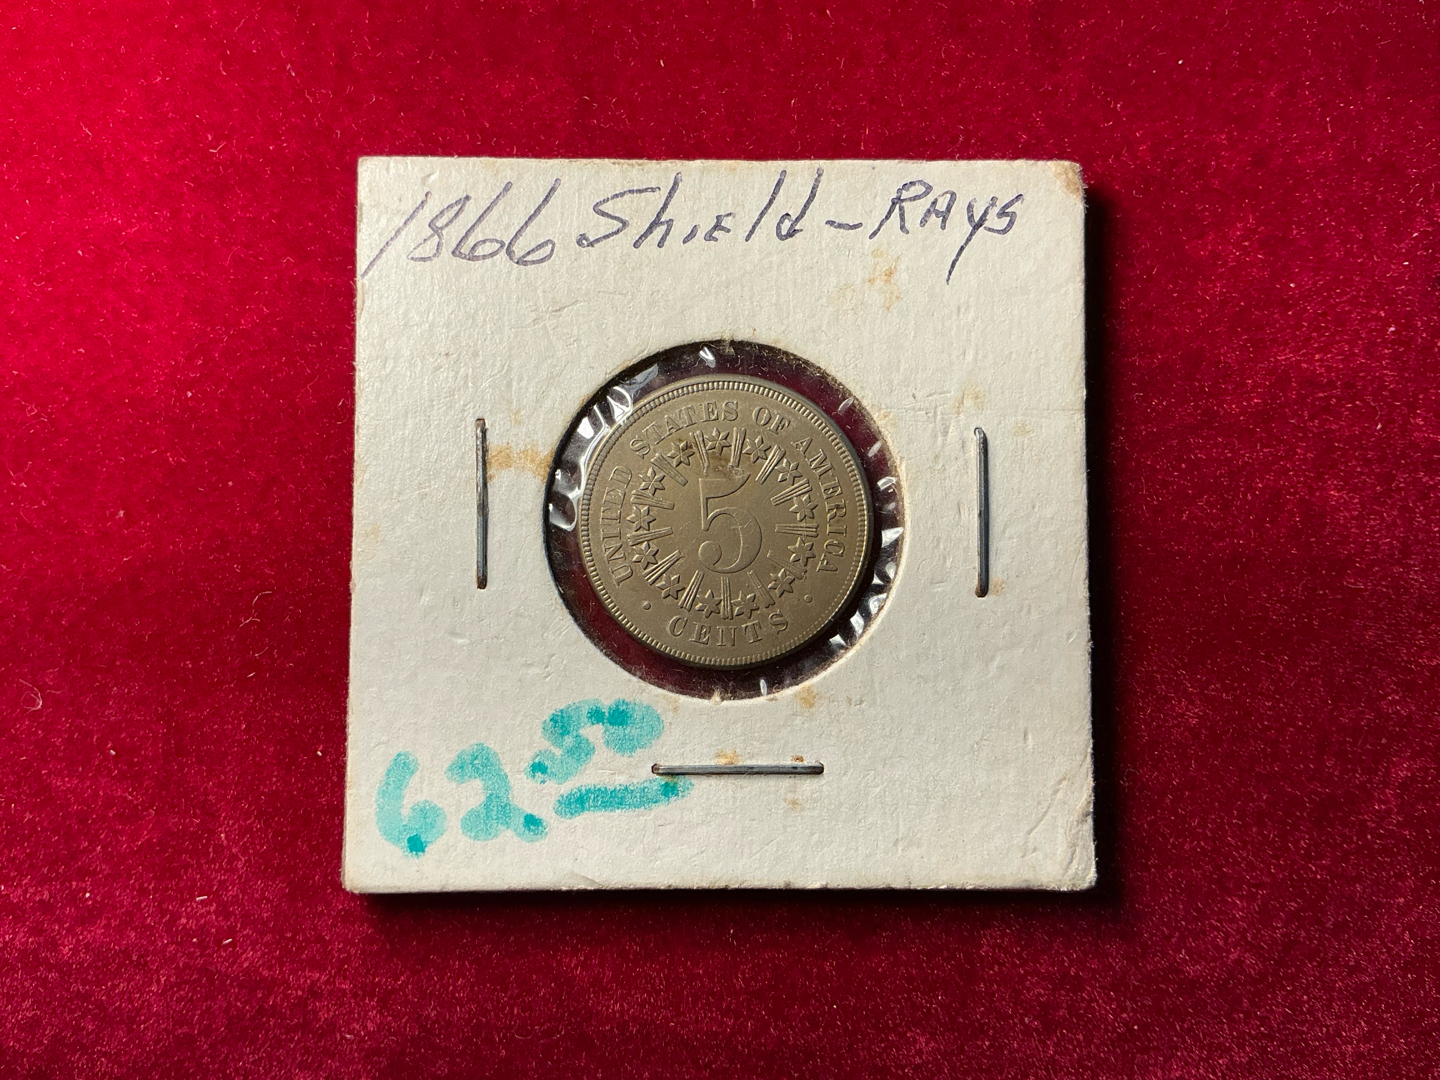 1866 Shield - RAYS
UNITED STATES OF AMERICA
5
CENTS
62.50